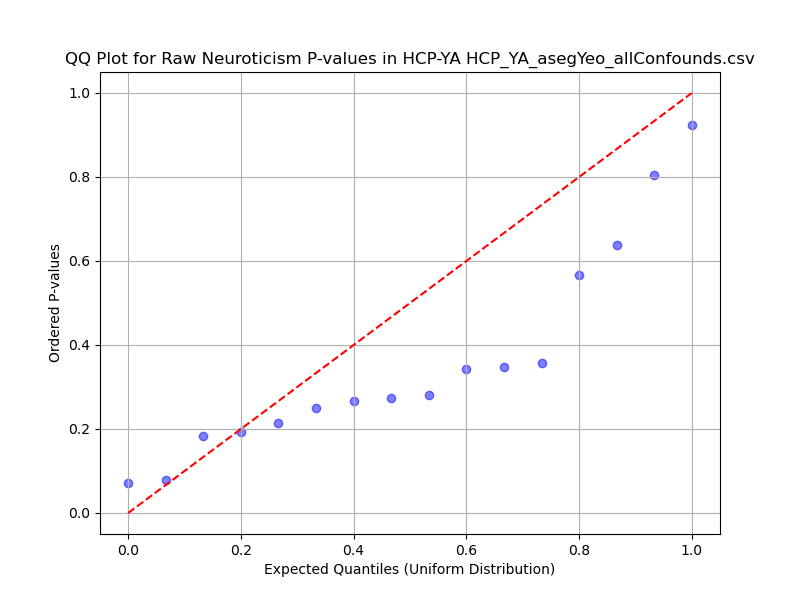 QQ Plot for Raw Neuroticism P-values in HCP-YA HCP_YA_asegYeo_allConfounds.csv
Ordered P-values
1.0
0.8
0.6
0.4
0.2
0.0
0.0 0.2 0.4 0.6 0.8 1.0
Expected Quantiles (Uniform Distribution)